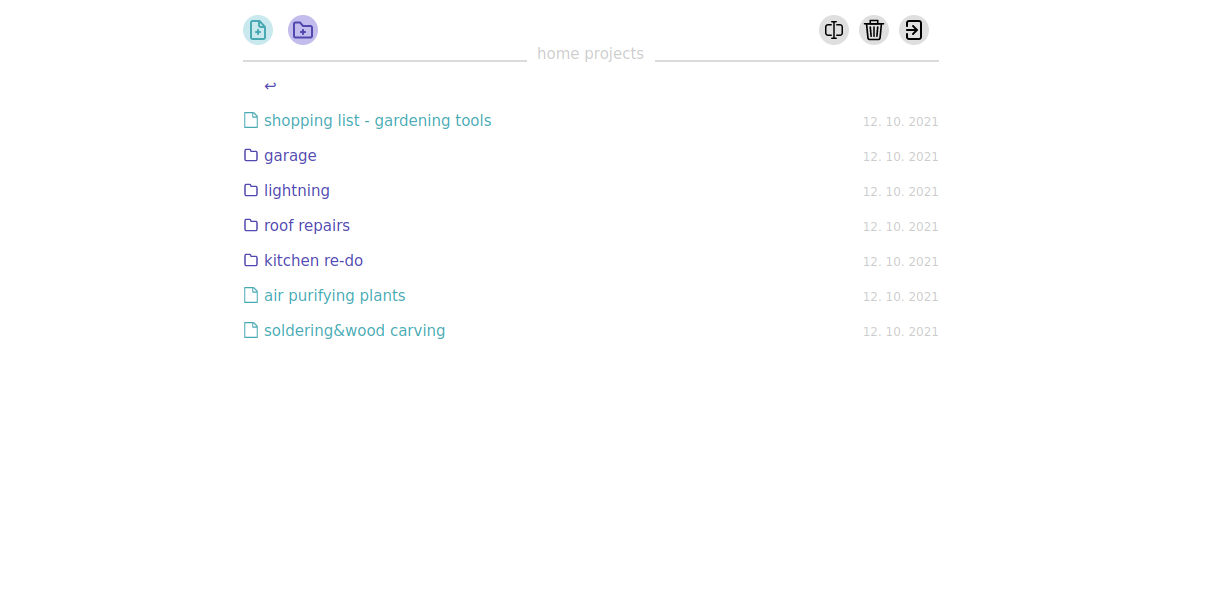 home projects
↩
shopping list - gardening tools 12. 10. 2021
garage 12. 10. 2021
lightning 12. 10. 2021
roof repairs 12. 10. 2021
kitchen re-do 12. 10. 2021
air purifying plants 12. 10. 2021
soldering&wood carving 12. 10. 2021